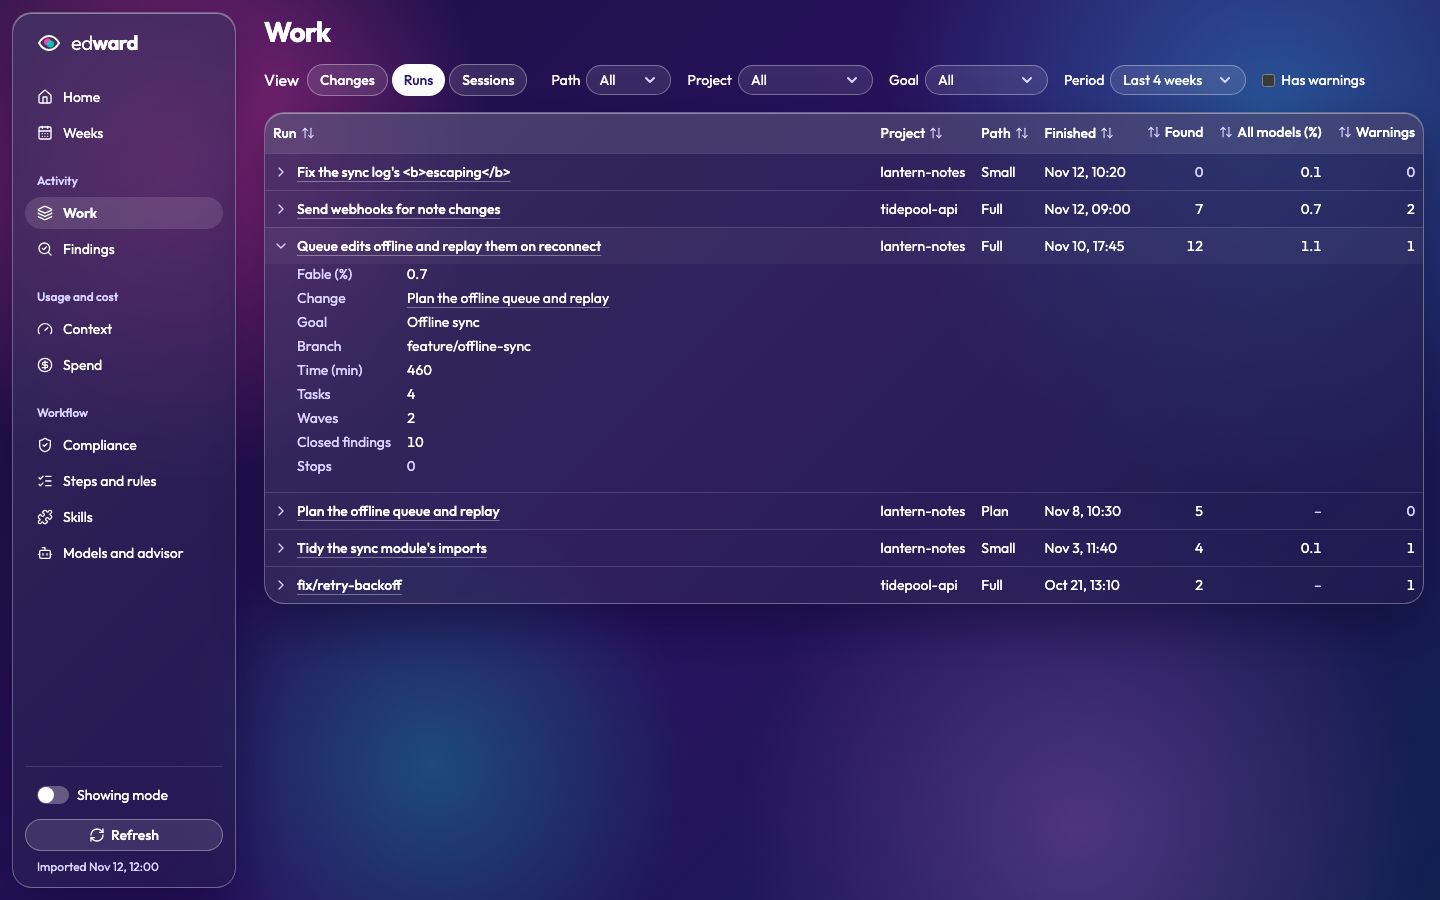 edward
Work
View Changes Runs Sessions Path All Project All Goal All Period Last 4 weeks Has warnings
Home
Weeks
Activity
Work
Findings
Usage and cost
Context
Spend
Workflow
Compliance
Steps and rules
Skills
Models and advisor
Showing mode
Refresh
Imported Nov 12, 12:00
Run Project Path Finished Found All models (%) Warnings
Fix the sync log's <b>escaping</b> lantern-notes Small Nov 12, 10:20 0 0.1 0
Send webhooks for note changes tidepool-api Full Nov 12, 09:00 7 0.7 2
Queue edits offline and replay them on reconnect lantern-notes Full Nov 10, 17:45 12 1.1 1
Fable (%) 0.7
Change Plan the offline queue and replay
Goal Offline sync
Branch feature/offline-sync
Time (min) 460
Tasks 4
Waves 2
Closed findings 10
Stops 0
Plan the offline queue and replay lantern-notes Plan Nov 8, 10:30 5 – 0
Tidy the sync module's imports lantern-notes Small Nov 3, 11:40 4 0.1 1
fix/retry-backoff tidepool-api Full Oct 21, 13:10 2 – 1